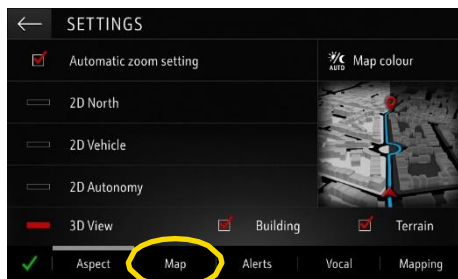 SETTINGS
Automatic zoom setting
AUTO Map colour
2D North
2D Vehicle
2D Autonomy
3D View Building Terrain
Aspect Map Alerts Vocal Mapping